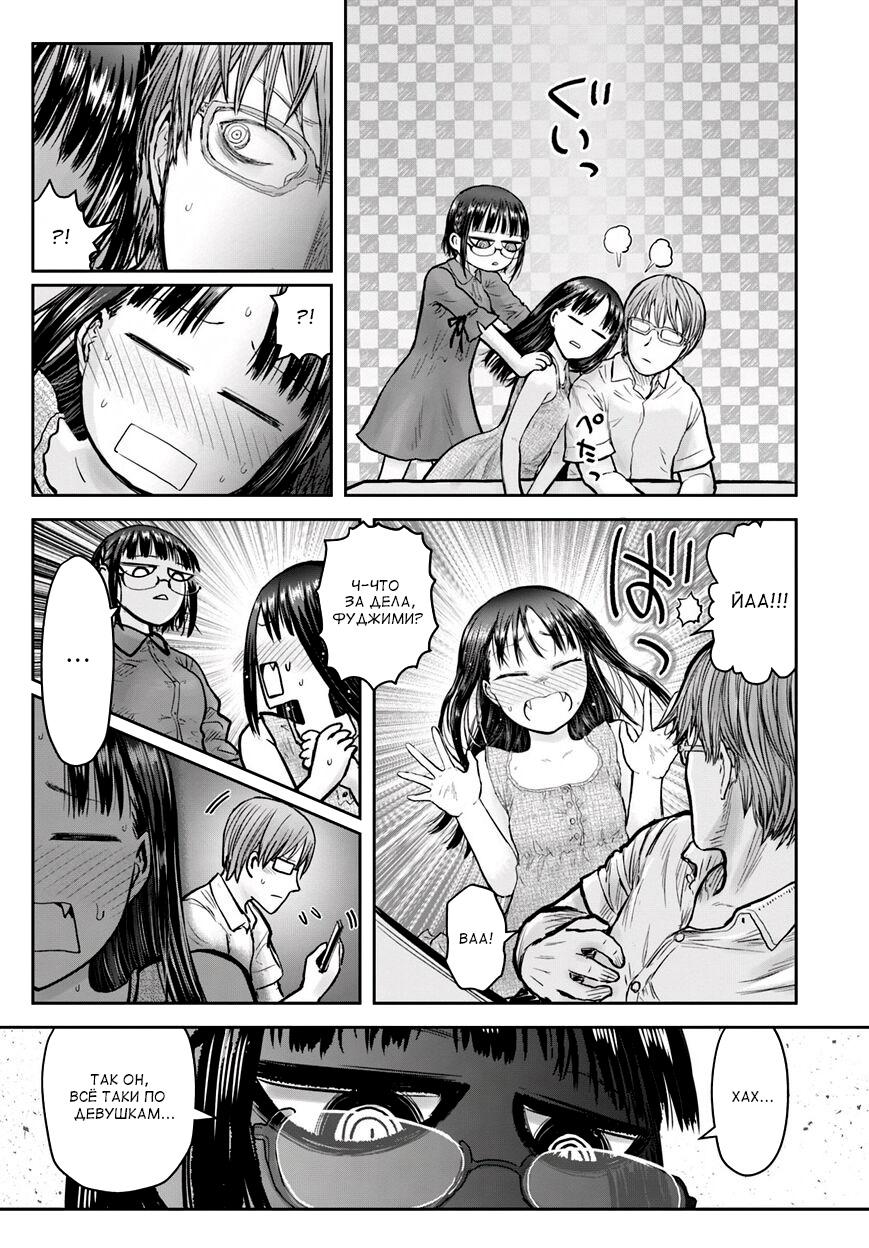 ぐいっ
ぺたっ
?!
?!
ЙАА!!!
ばっ
Ч-ЧТО
ЗА ДЕЛА,
ФУДЖИМИ?
ВАА!
...
ХАХ...
ТАК ОН,
ВСЁ ТАКИ ПО
ДЕВУШКАМ...